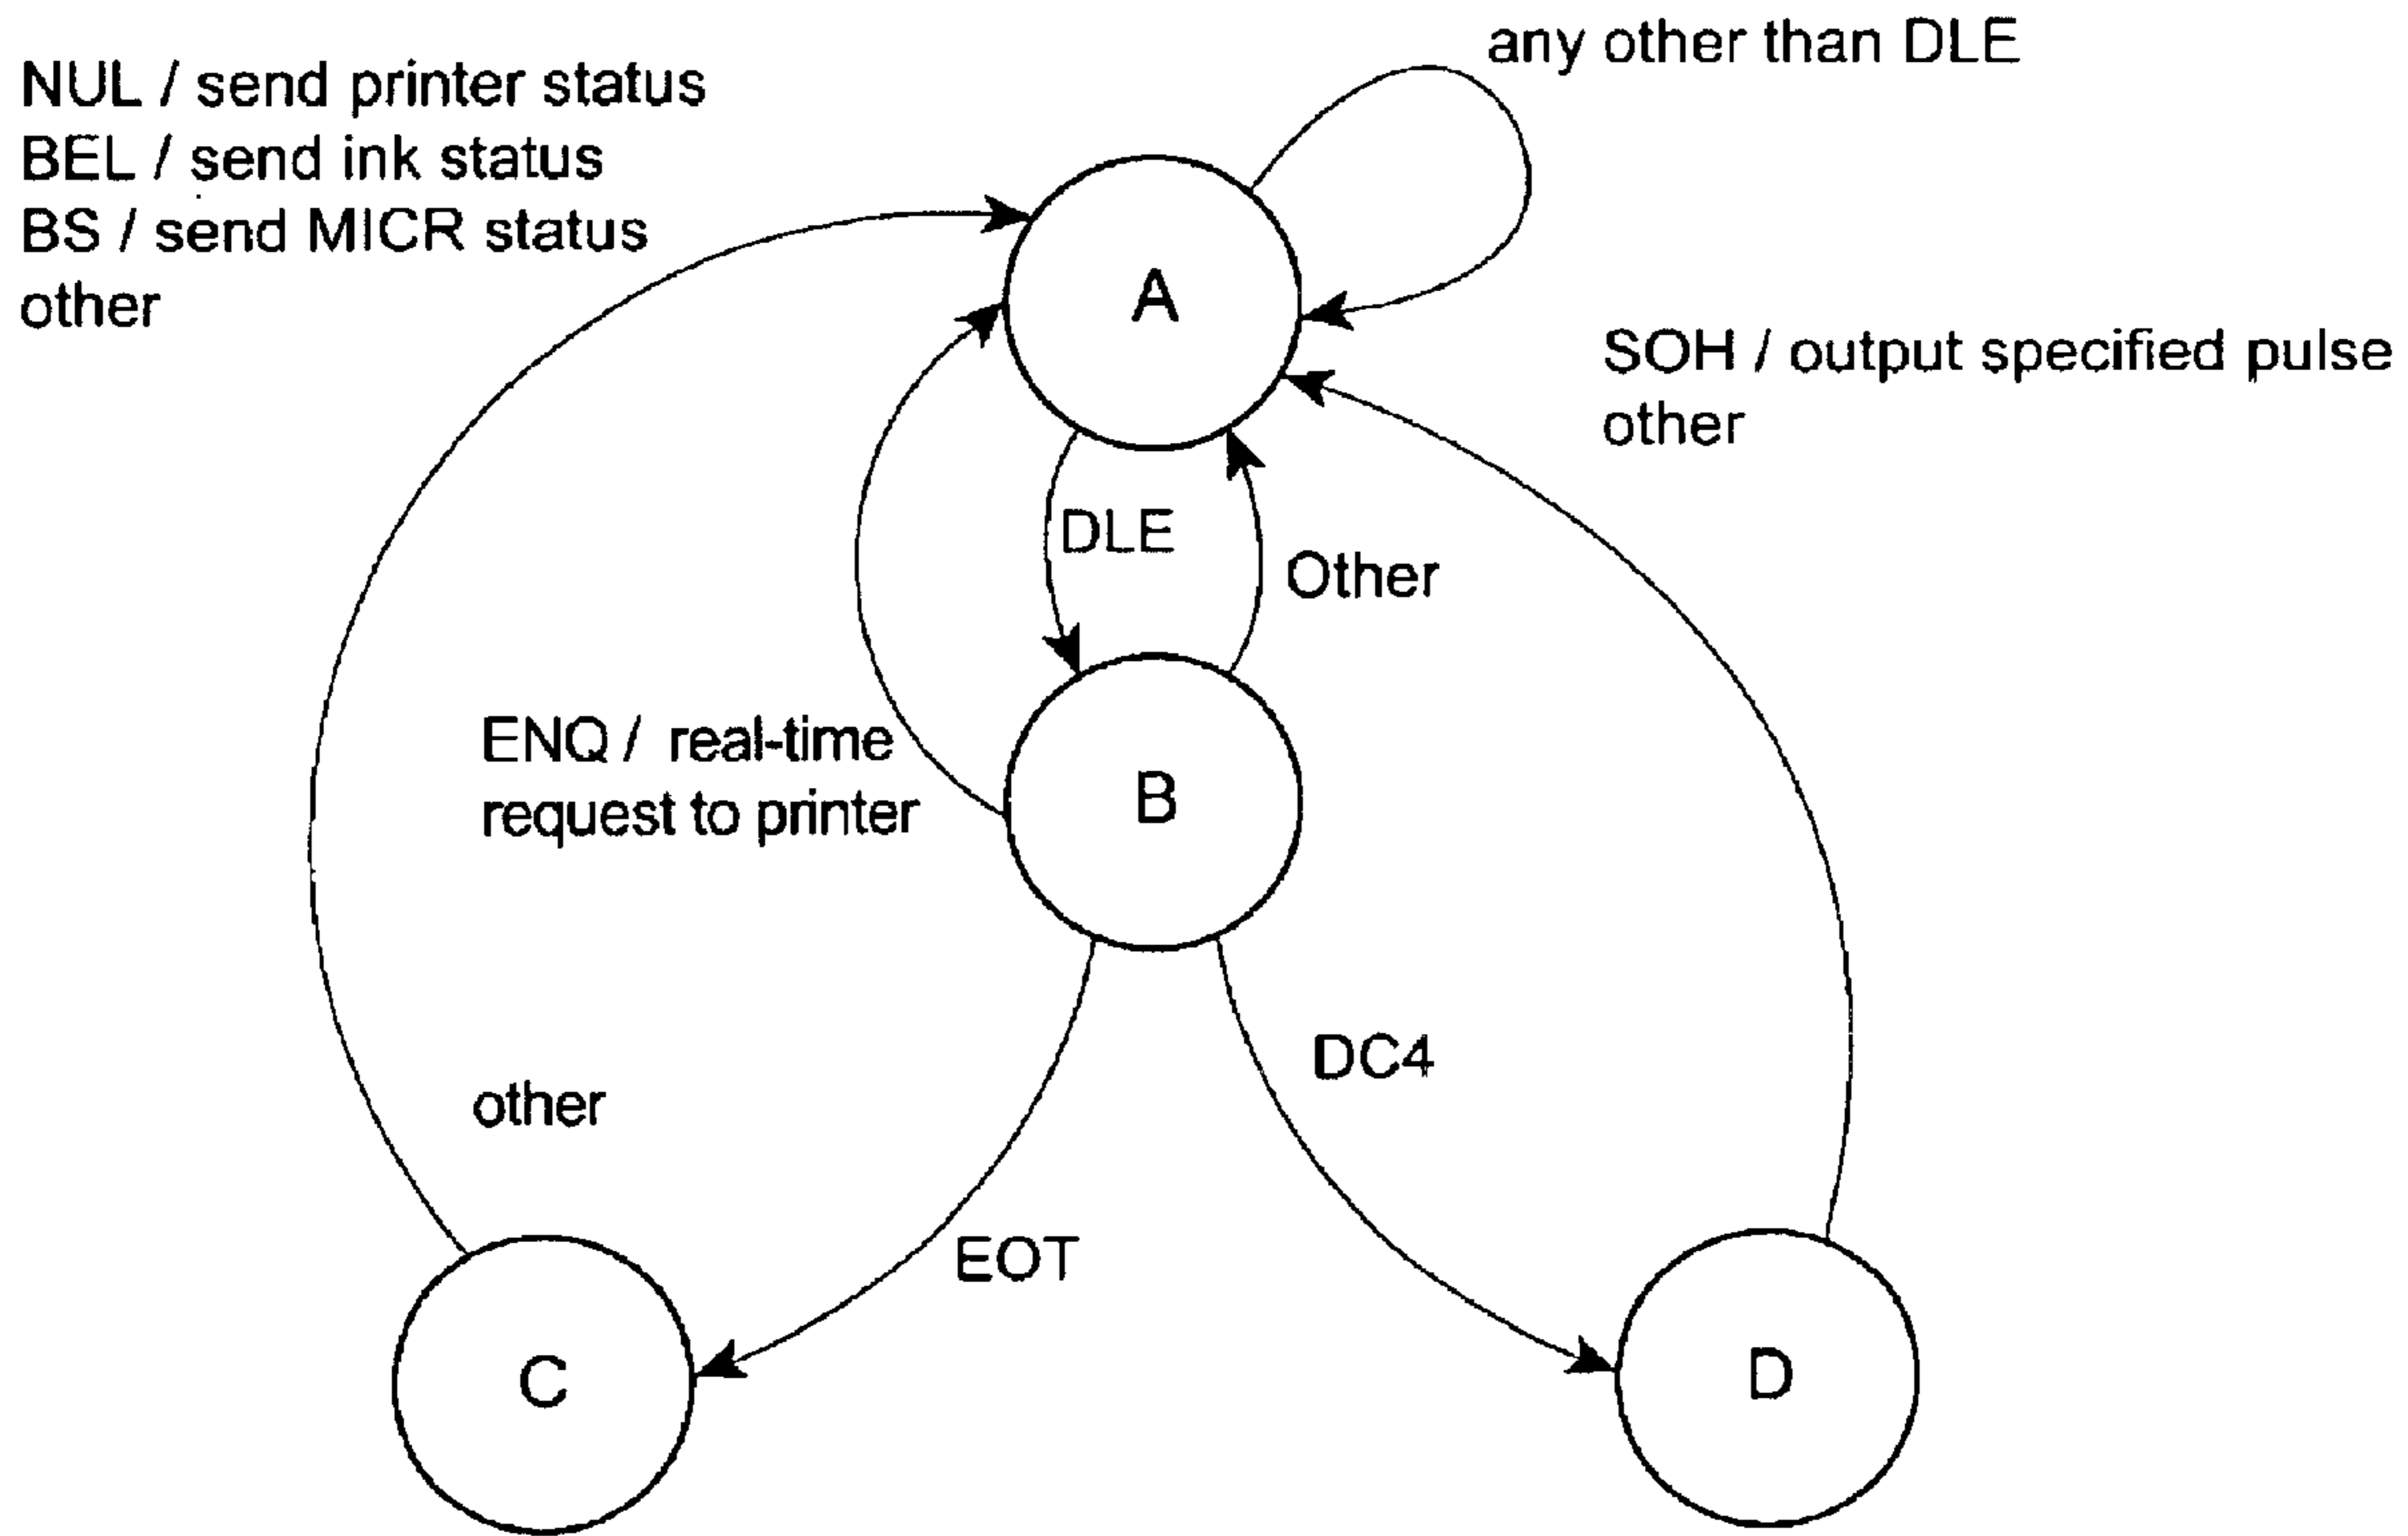 any other than DLE
NUL / send printer status
BEL / send ink status
BS / send MICR status
other
A
SOH / output specified pulse
other
DLE
Other
ENQ / real-time
request to printer
B
DC4
other
EOT
C
D